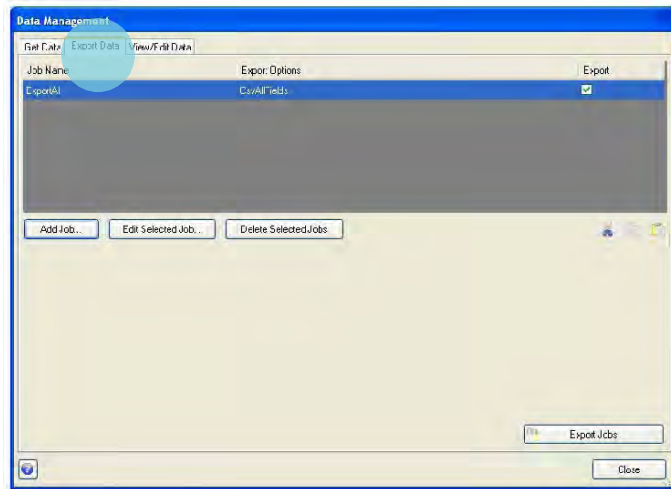 Data Management
Get Data Export Data View/Edit Data
Job Name Export Options Export
ExportAll CsvAllFields
Add Job... Edit Selected Job... Delete Selected Jobs
Export Jobs
Close